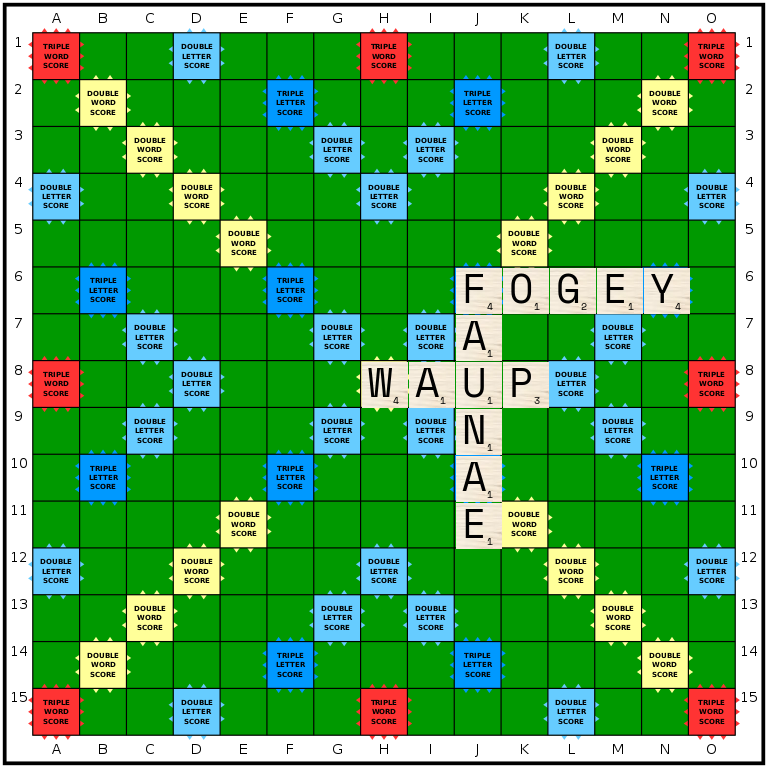 A B C D E F G H I J K L M N O
1 TRIPLE WORD SCORE DOUBLE LETTER SCORE TRIPLE WORD SCORE DOUBLE LETTER SCORE TRIPLE WORD SCORE 1
2 DOUBLE WORD SCORE TRIPLE LETTER SCORE TRIPLE LETTER SCORE DOUBLE WORD SCORE 2
3 DOUBLE WORD SCORE DOUBLE LETTER SCORE DOUBLE LETTER SCORE DOUBLE WORD SCORE 3
4 DOUBLE LETTER SCORE DOUBLE WORD SCORE DOUBLE LETTER SCORE DOUBLE WORD SCORE DOUBLE LETTER SCORE 4
5 DOUBLE WORD SCORE DOUBLE WORD SCORE 5
6 TRIPLE LETTER SCORE TRIPLE LETTER SCORE F4 O1 G2 E1 Y4 6
7 DOUBLE LETTER SCORE DOUBLE LETTER SCORE DOUBLE LETTER SCORE A1 DOUBLE LETTER SCORE 7
8 TRIPLE WORD SCORE DOUBLE LETTER SCORE W4 A1 U1 P3 DOUBLE LETTER SCORE TRIPLE WORD SCORE 8
9 DOUBLE LETTER SCORE DOUBLE LETTER SCORE DOUBLE LETTER SCORE N1 DOUBLE LETTER SCORE 9
10 TRIPLE LETTER SCORE TRIPLE LETTER SCORE A1 TRIPLE LETTER SCORE 10
11 DOUBLE WORD SCORE E1 DOUBLE WORD SCORE 11
12 DOUBLE LETTER SCORE DOUBLE WORD SCORE DOUBLE LETTER SCORE DOUBLE WORD SCORE DOUBLE LETTER SCORE 12
13 DOUBLE WORD SCORE DOUBLE LETTER SCORE DOUBLE LETTER SCORE DOUBLE WORD SCORE 13
14 DOUBLE WORD SCORE TRIPLE LETTER SCORE TRIPLE LETTER SCORE DOUBLE WORD SCORE 14
15 TRIPLE WORD SCORE DOUBLE LETTER SCORE TRIPLE WORD SCORE DOUBLE LETTER SCORE TRIPLE WORD SCORE 15
A B C D E F G H I J K L M N O